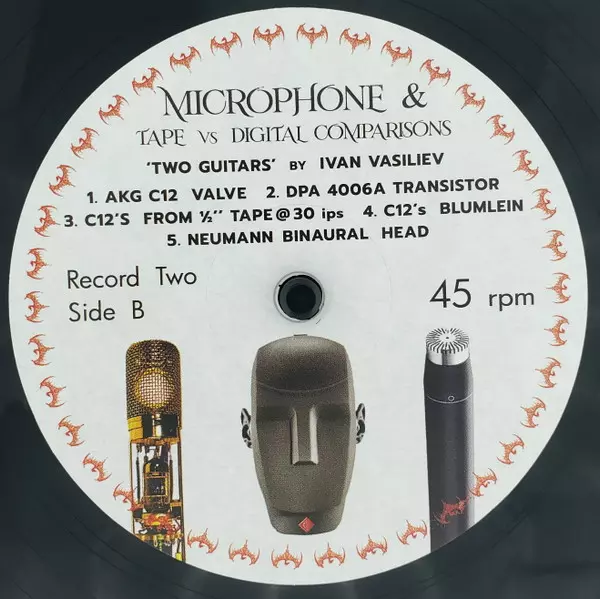 MICROPHONE &
TAPE VS DIGITAL COMPARISONS
'TWO GUITARS' BY IVAN VASILIEV
1. AKG C12 VALVE 2. DPA 4006A TRANSISTOR
3. C12'S FROM ½'' TAPE @ 30 ips 4. C12's BLUMLEIN
5. NEUMANN BINAURAL HEAD
Record Two
Side B
45 rpm